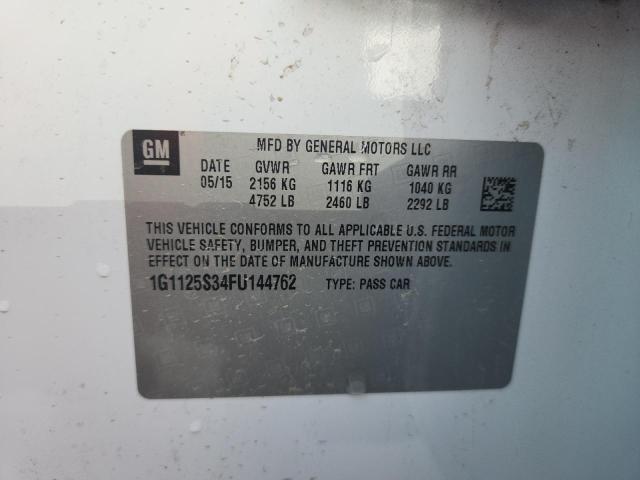 GM
MFD BY GENERAL MOTORS LLC
DATE GVWR GAWR FRT GAWR RR
05/15 2156 KG 1116 KG 1040 KG
4752 LB 2460 LB 2292 LB
THIS VEHICLE CONFORMS TO ALL APPLICABLE U.S. FEDERAL MOTOR
VEHICLE SAFETY, BUMPER, AND THEFT PREVENTION STANDARDS IN
EFFECT ON THE DATE OF MANUFACTURE SHOWN ABOVE.
1G1125S34FU144762 TYPE: PASS CAR